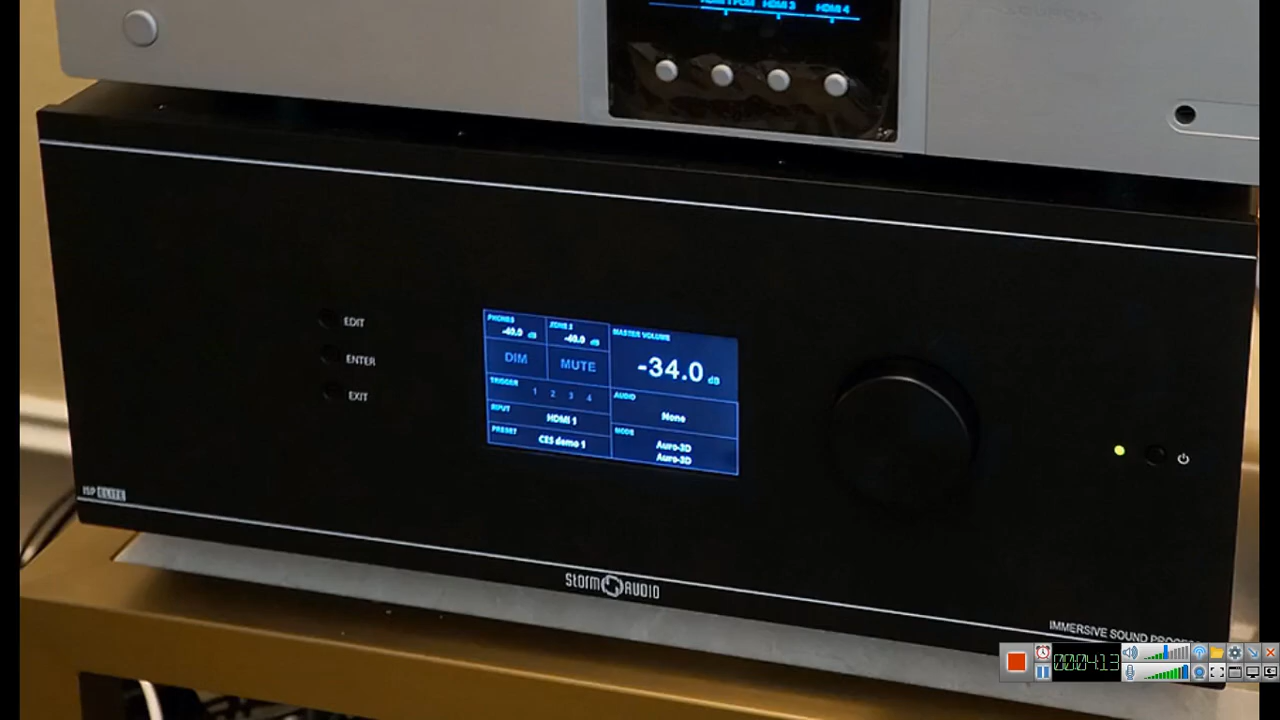 HDMI 3
HDMI 4
EDIT
ENTER
EXIT
PHONES
-40.0 dB
ZONE 2
-40.0 dB
DIM
MUTE
TRIGGER
1 2 3 4
INPUT
HDMI 1
PRESET
CES demo 1
MASTER VOLUME
-34.0 dB
AUDIO
None
MODE
Auro-3D
Auro-3D
ISP ELITE
StORM AUDIO
IMMERSIVE SOUND
000413